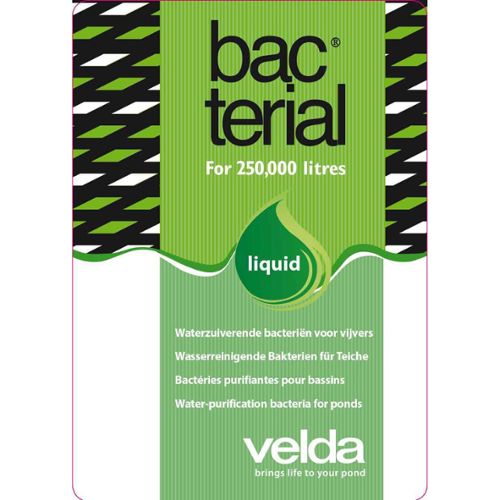 bac®
terial
For 250,000 litres
liquid
Waterzuiverende bacteriën voor vijvers
Wasserreinigende Bakterien für Teiche
Bactéries purifiantes pour bassins
Water-purification bacteria for ponds
velda
brings life to your pond